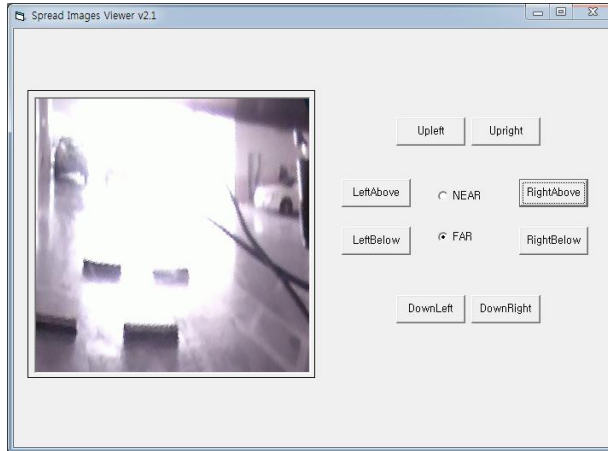 Spread Images Viewer v2.1
Upleft Upright
LeftAbove NEAR RightAbove
LeftBelow FAR RightBelow
DownLeft DownRight